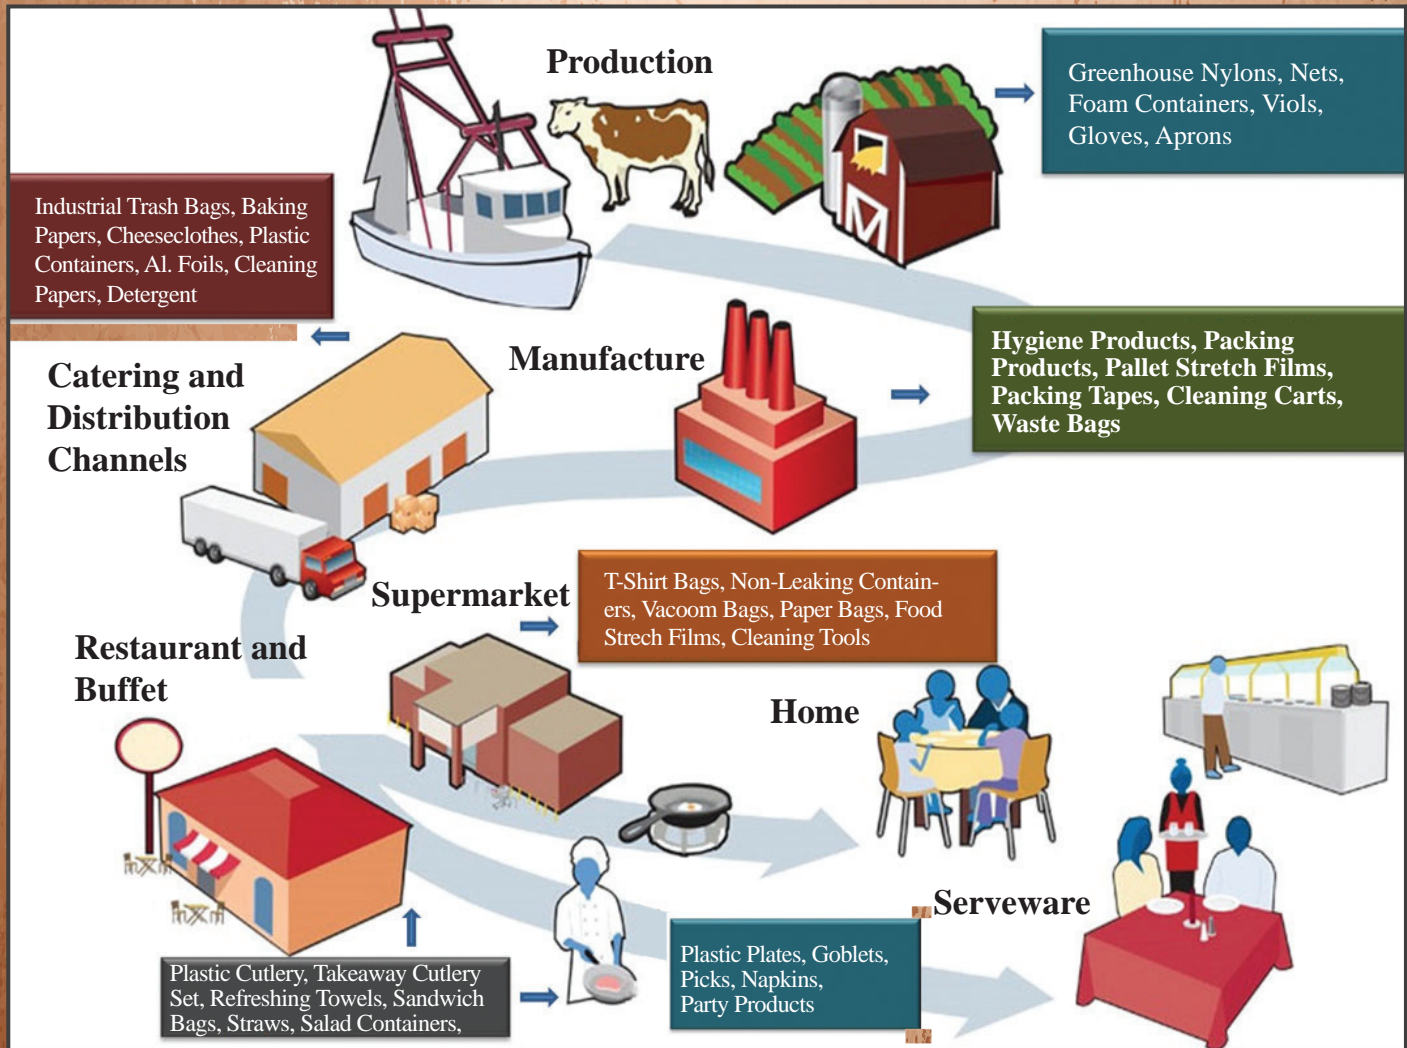 Production
Greenhouse Nylons, Nets,
Foam Containers, Viols,
Gloves, Aprons
Industrial Trash Bags, Baking
Papers, Cheeseclothes, Plastic
Containers, Al. Foils, Cleaning
Papers, Detergent
Manufacture
Hygiene Products, Packing
Products, Pallet Stretch Films,
Packing Tapes, Cleaning Carts,
Waste Bags
Catering and
Distribution
Channels
Supermarket
T-Shirt Bags, Non-Leaking Contain-
ers, Vacoom Bags, Paper Bags, Food
Strech Films, Cleaning Tools
Restaurant and
Buffet
Home
Serveware
Plastic Plates, Goblets,
Picks, Napkins,
Party Products
Plastic Cutlery, Takeaway Cutlery
Set, Refreshing Towels, Sandwich
Bags, Straws, Salad Containers,